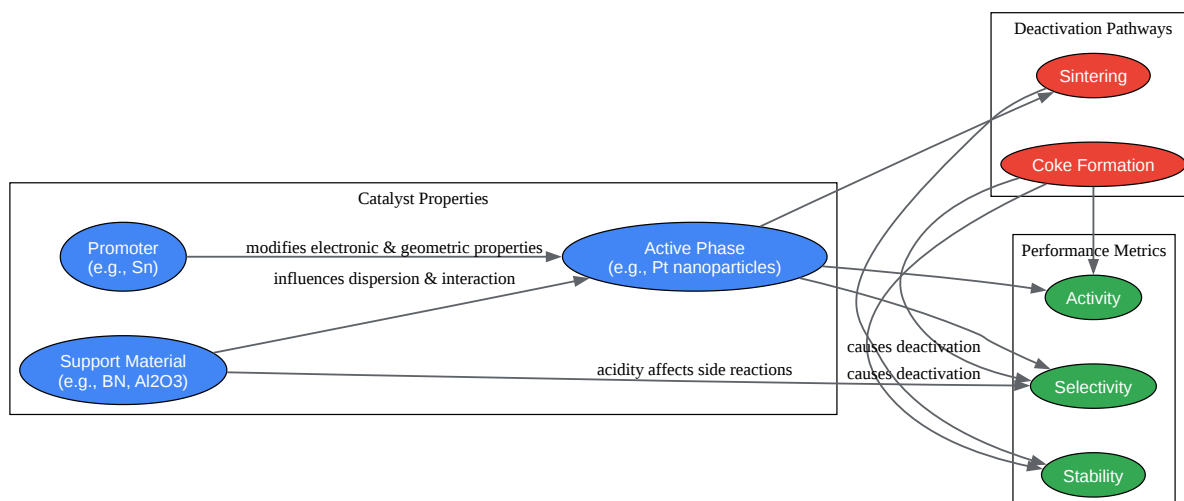 Deactivation Pathways
Sintering
Coke Formation
Catalyst Properties
Promoter
(e.g., Sn)
modifies electronic & geometric properties
influences dispersion & interaction
Active Phase
(e.g., Pt nanoparticles)
Support Material
(e.g., BN, Al2O3)
acidity affects side reactions
causes deactivation
causes deactivation
Performance Metrics
Activity
Selectivity
Stability